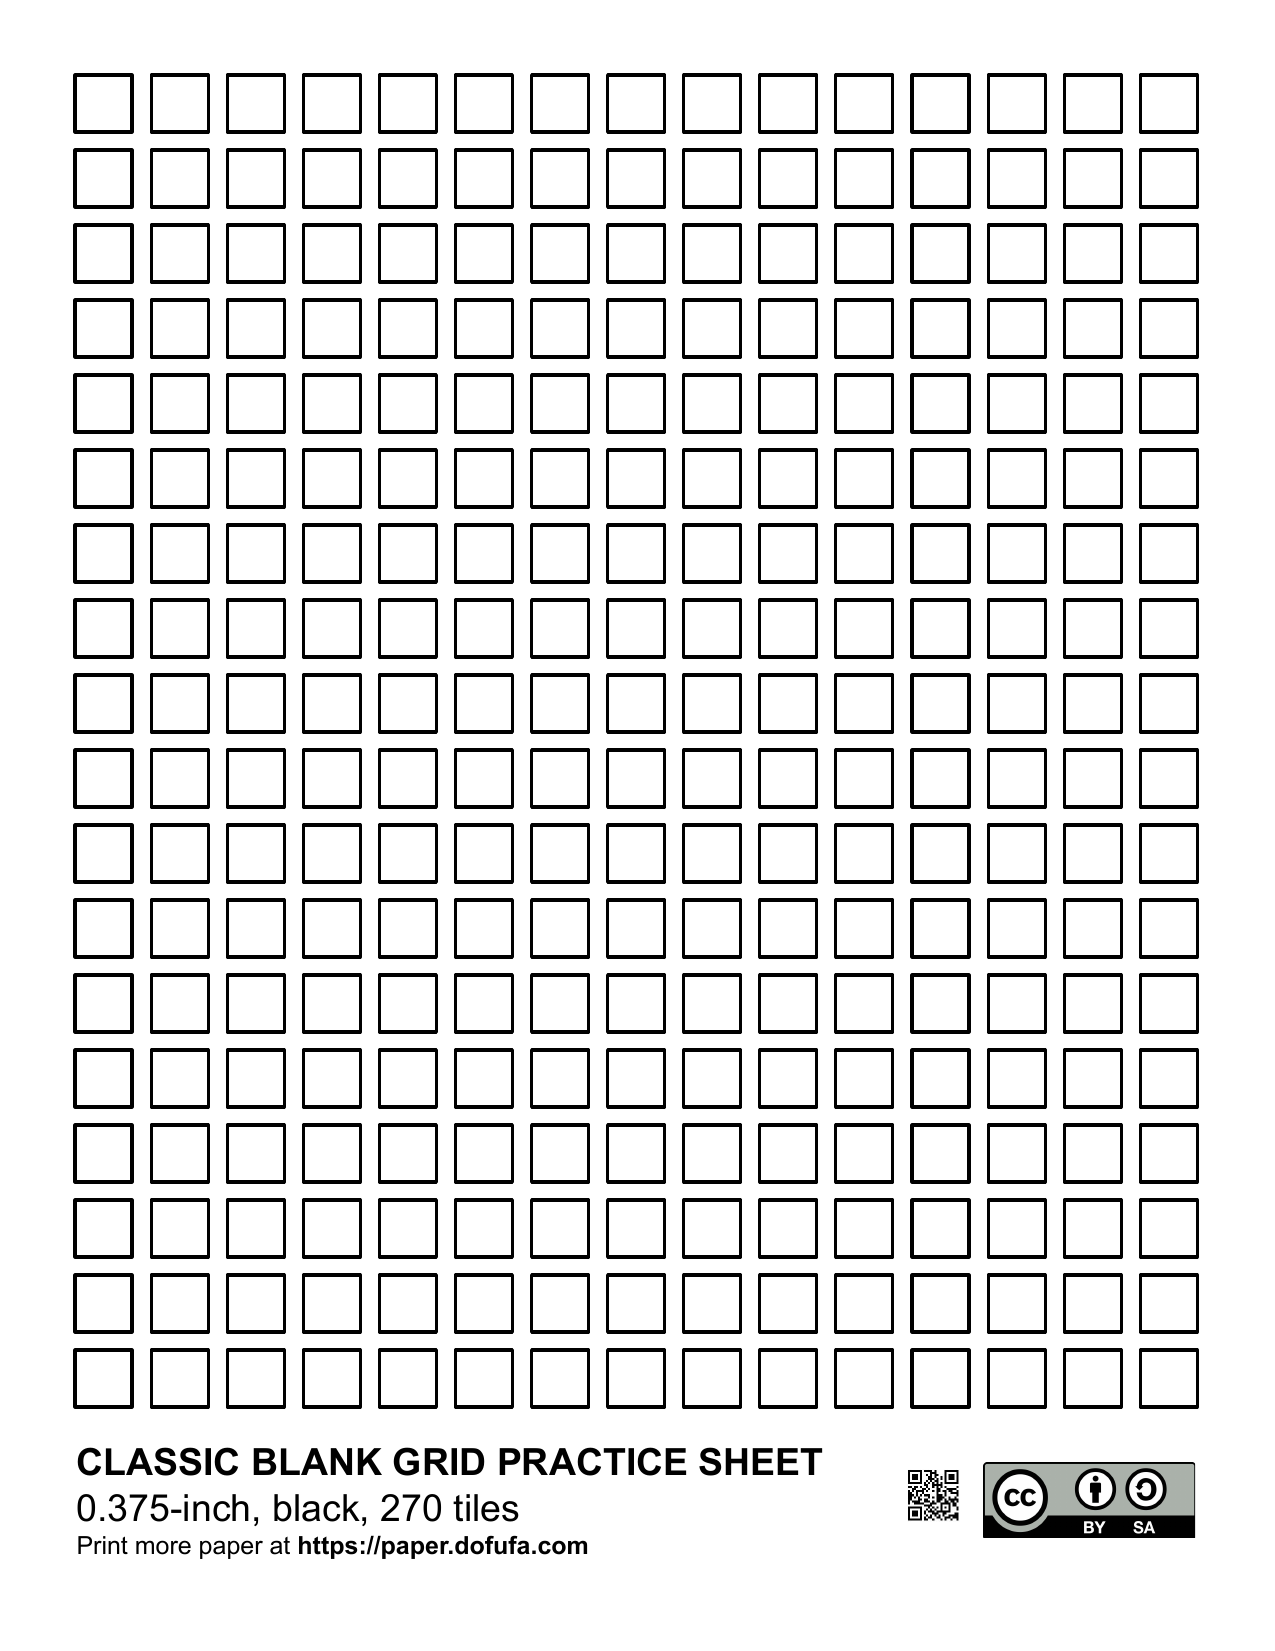 CLASSIC BLANK GRID PRACTICE SHEET
0.375-inch, black, 270 tiles
Print more paper at https://paper.dofufa.com
cc
BY SA